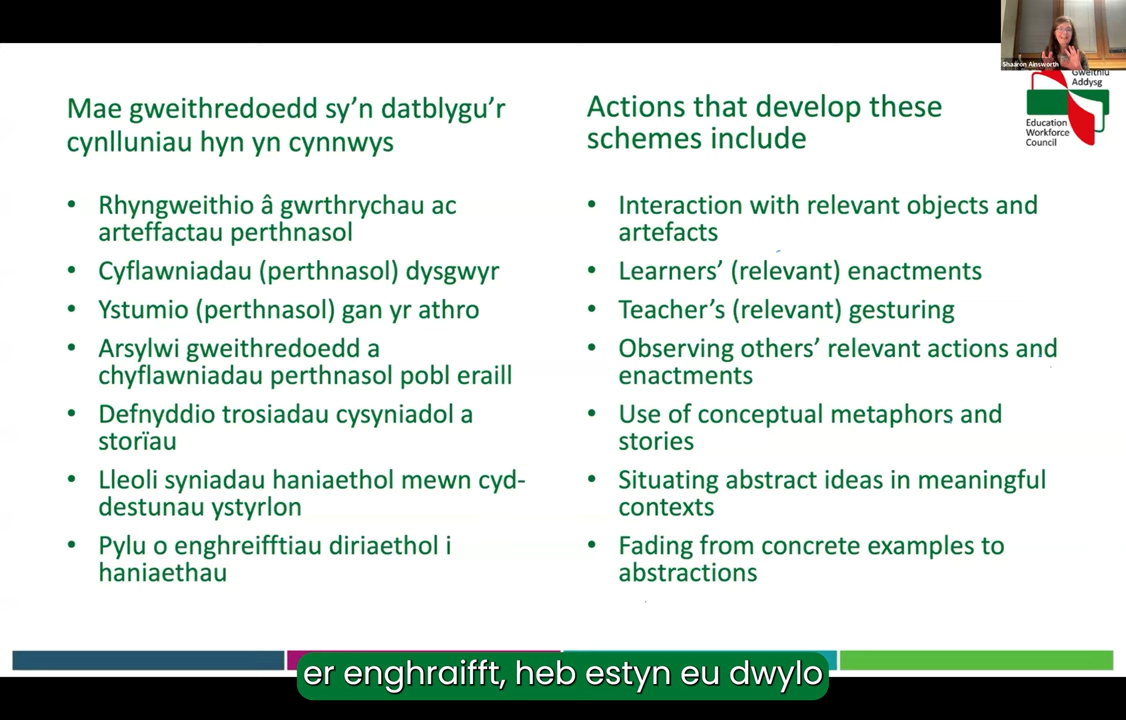 Shaaron Ainsworth
Gweithlu
Addysg
Education
Workforce
Council
Mae gweithredoedd sy’n datblygu’r
cynlluniau hyn yn cynnwys
• Rhyngweithio â gwrthrychau ac
arteffactau perthnasol
• Cyflawniadau (perthnasol) dysgwyr
• Ystumio (perthnasol) gan yr athro
• Arsylwi gweithredoedd a
chyflawniadau perthnasol pobl eraill
• Defnyddio trosiadau cysyniadol a
storïau
• Lleoli syniadau haniaethol mewn cyd-
destunau ystyrlon
• Pylu o enghreifftiau diriaethol i
haniaethau
Actions that develop these
schemes include
• Interaction with relevant objects and
artefacts
• Learners’ (relevant) enactments
• Teacher’s (relevant) gesturing
• Observing others’ relevant actions and
enactments
• Use of conceptual metaphors and
stories
• Situating abstract ideas in meaningful
contexts
• Fading from concrete examples to
abstractions
er enghraifft, heb estyn eu dwylo